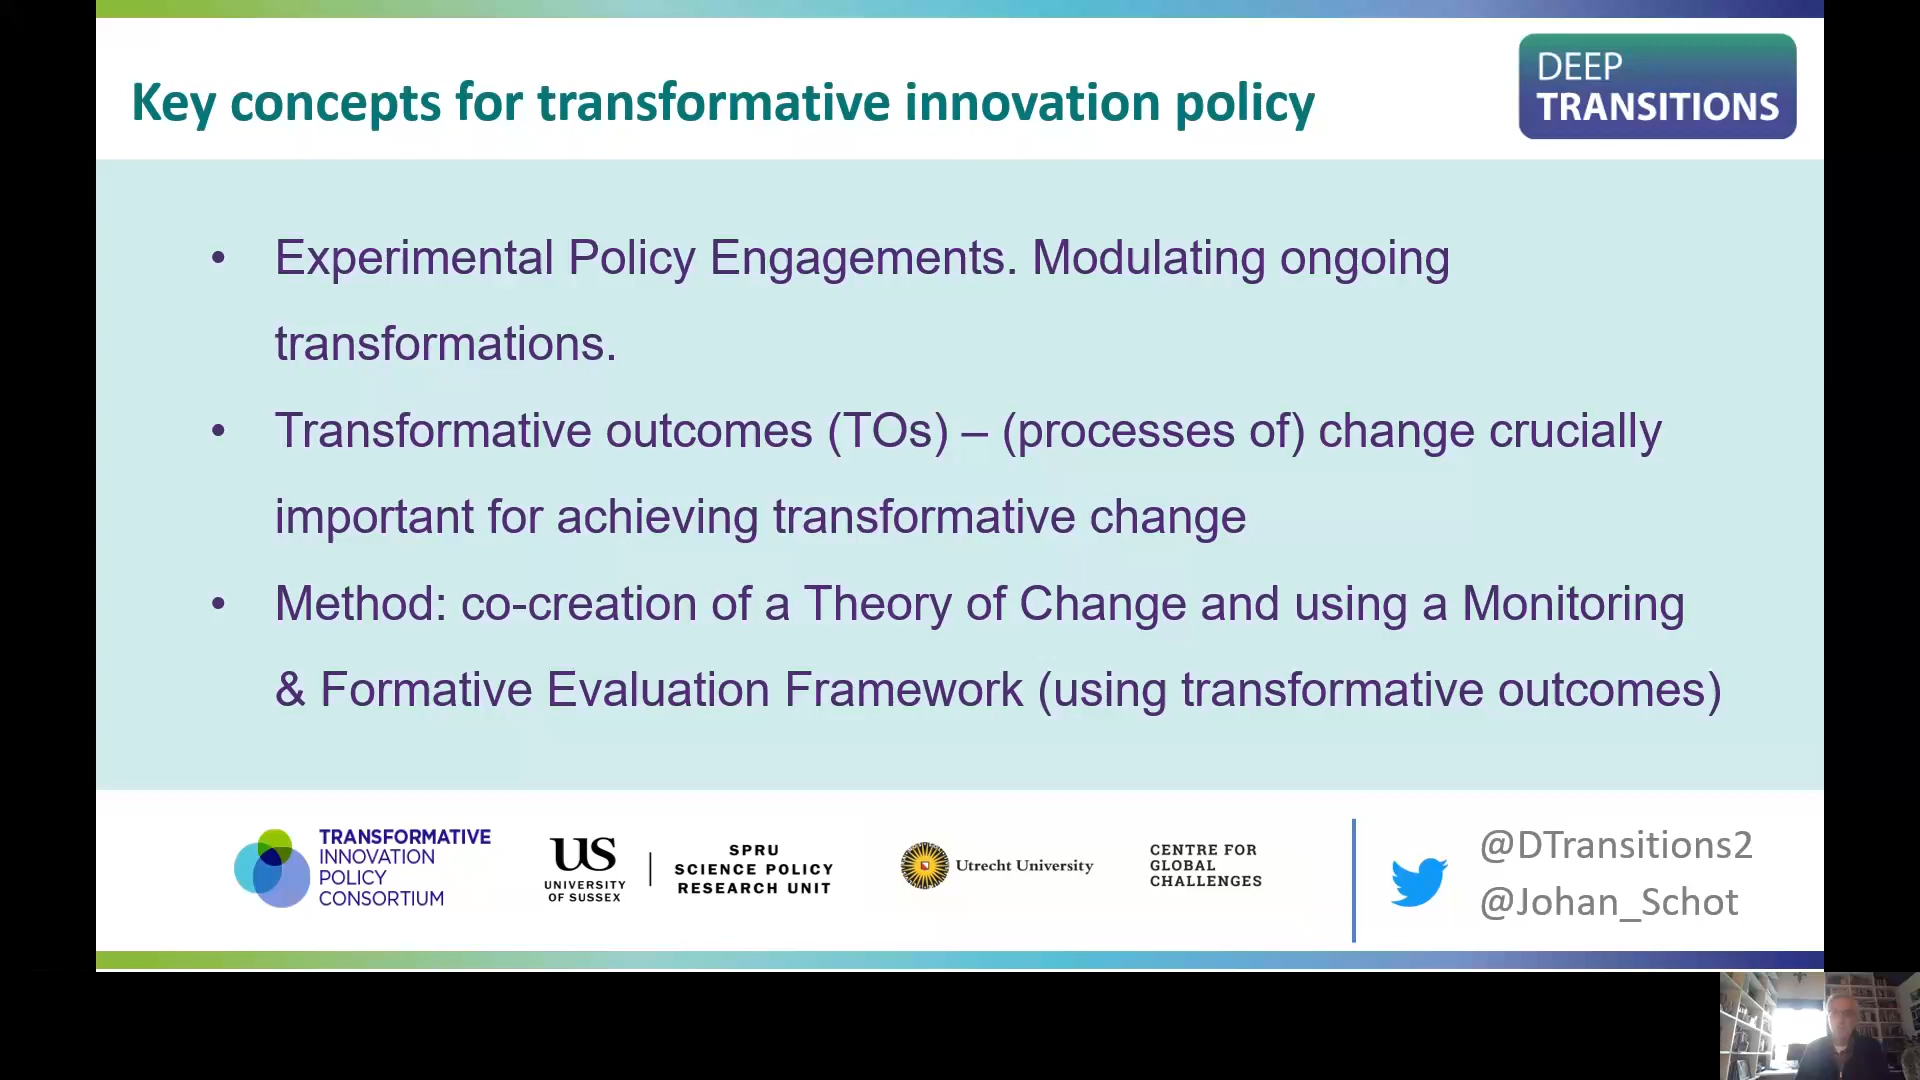 Key concepts for transformative innovation policy
DEEP
TRANSITIONS
• Experimental Policy Engagements. Modulating ongoing
transformations.
• Transformative outcomes (TOs) – (processes of) change crucially
important for achieving transformative change
• Method: co-creation of a Theory of Change and using a Monitoring
& Formative Evaluation Framework (using transformative outcomes)
TRANSFORMATIVE
INNOVATION
POLICY
CONSORTIUM
US
UNIVERSITY
OF SUSSEX
SPRU
SCIENCE POLICY
RESEARCH UNIT
Utrecht University
CENTRE FOR
GLOBAL
CHALLENGES
@DTransitions2
@Johan_Schot